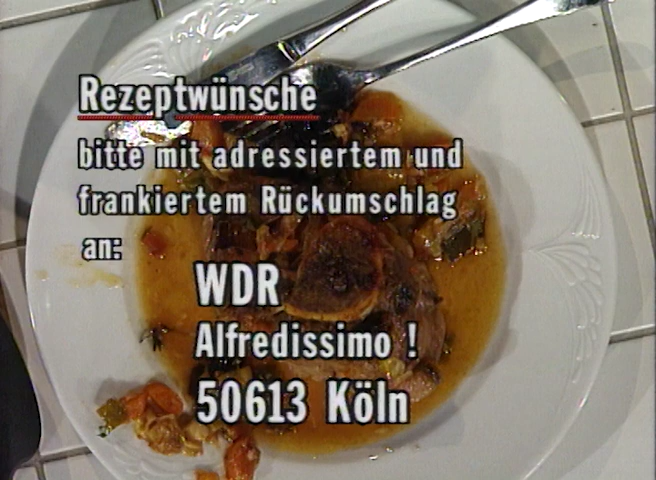 Rezeptwünsche
bitte mit adressiertem und
frankiertem Rückumschlag
an:
WDR
Alfredissimo !
50613 Köln